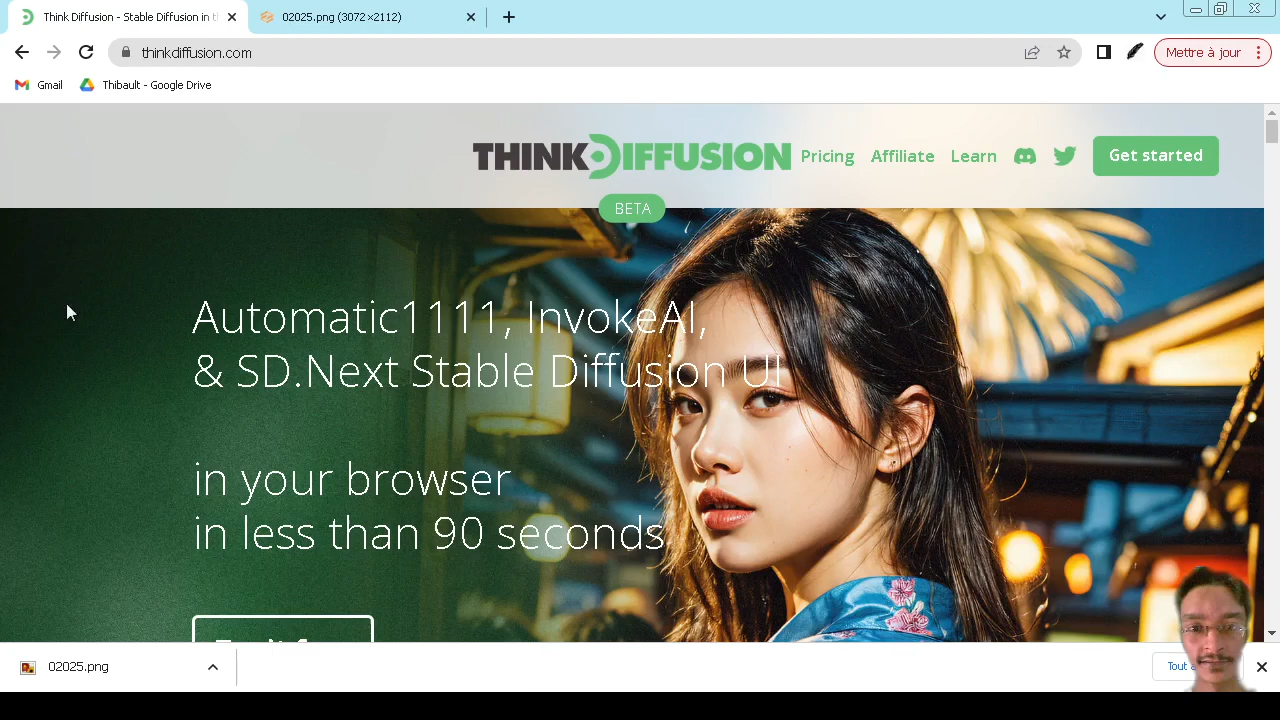 Think Diffusion - Stable Diffusion in t
02025.png (3072×2112)
thinkdiffusion.com
Mettre à jour
Gmail
Thibault - Google Drive
THINKDIFFUSION
Pricing
Affiliate
Learn
Get started
BETA
Automatic1111, InvokeAI,
& SD.Next Stable Diffusion UI
in your browser
in less than 90 seconds
02025.png
Tout